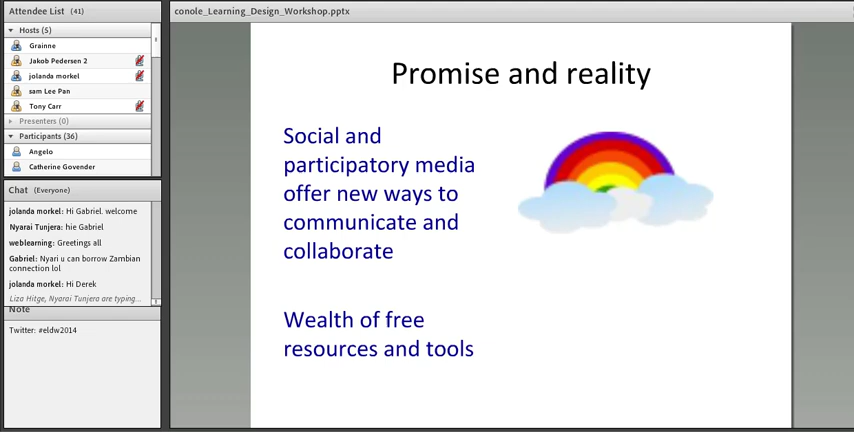 Attendee List (41)
Hosts (5)
Grainne
Jakob Pedersen 2
jolanda morkel
sam Lee Pan
Tony Carr
Presenters (0)
Participants (36)
Angelo
Catherine Govender
Chat (Everyone)
jolanda morkel: Hi Gabriel. welcome
Nyarai Tunjera: hie Gabriel
weblearning: Greetings all
Gabriel: Nyari u can borrow Zambian
connection lol
jolanda morkel: Hi Derek
Liza Hitge, Nyarai Tunjera are typing...
Note
Twitter: #eldw2014
conole_Learning_Design_Workshop.pptx
Promise and reality
Social and
participatory media
offer new ways to
communicate and
collaborate
Wealth of free
resources and tools